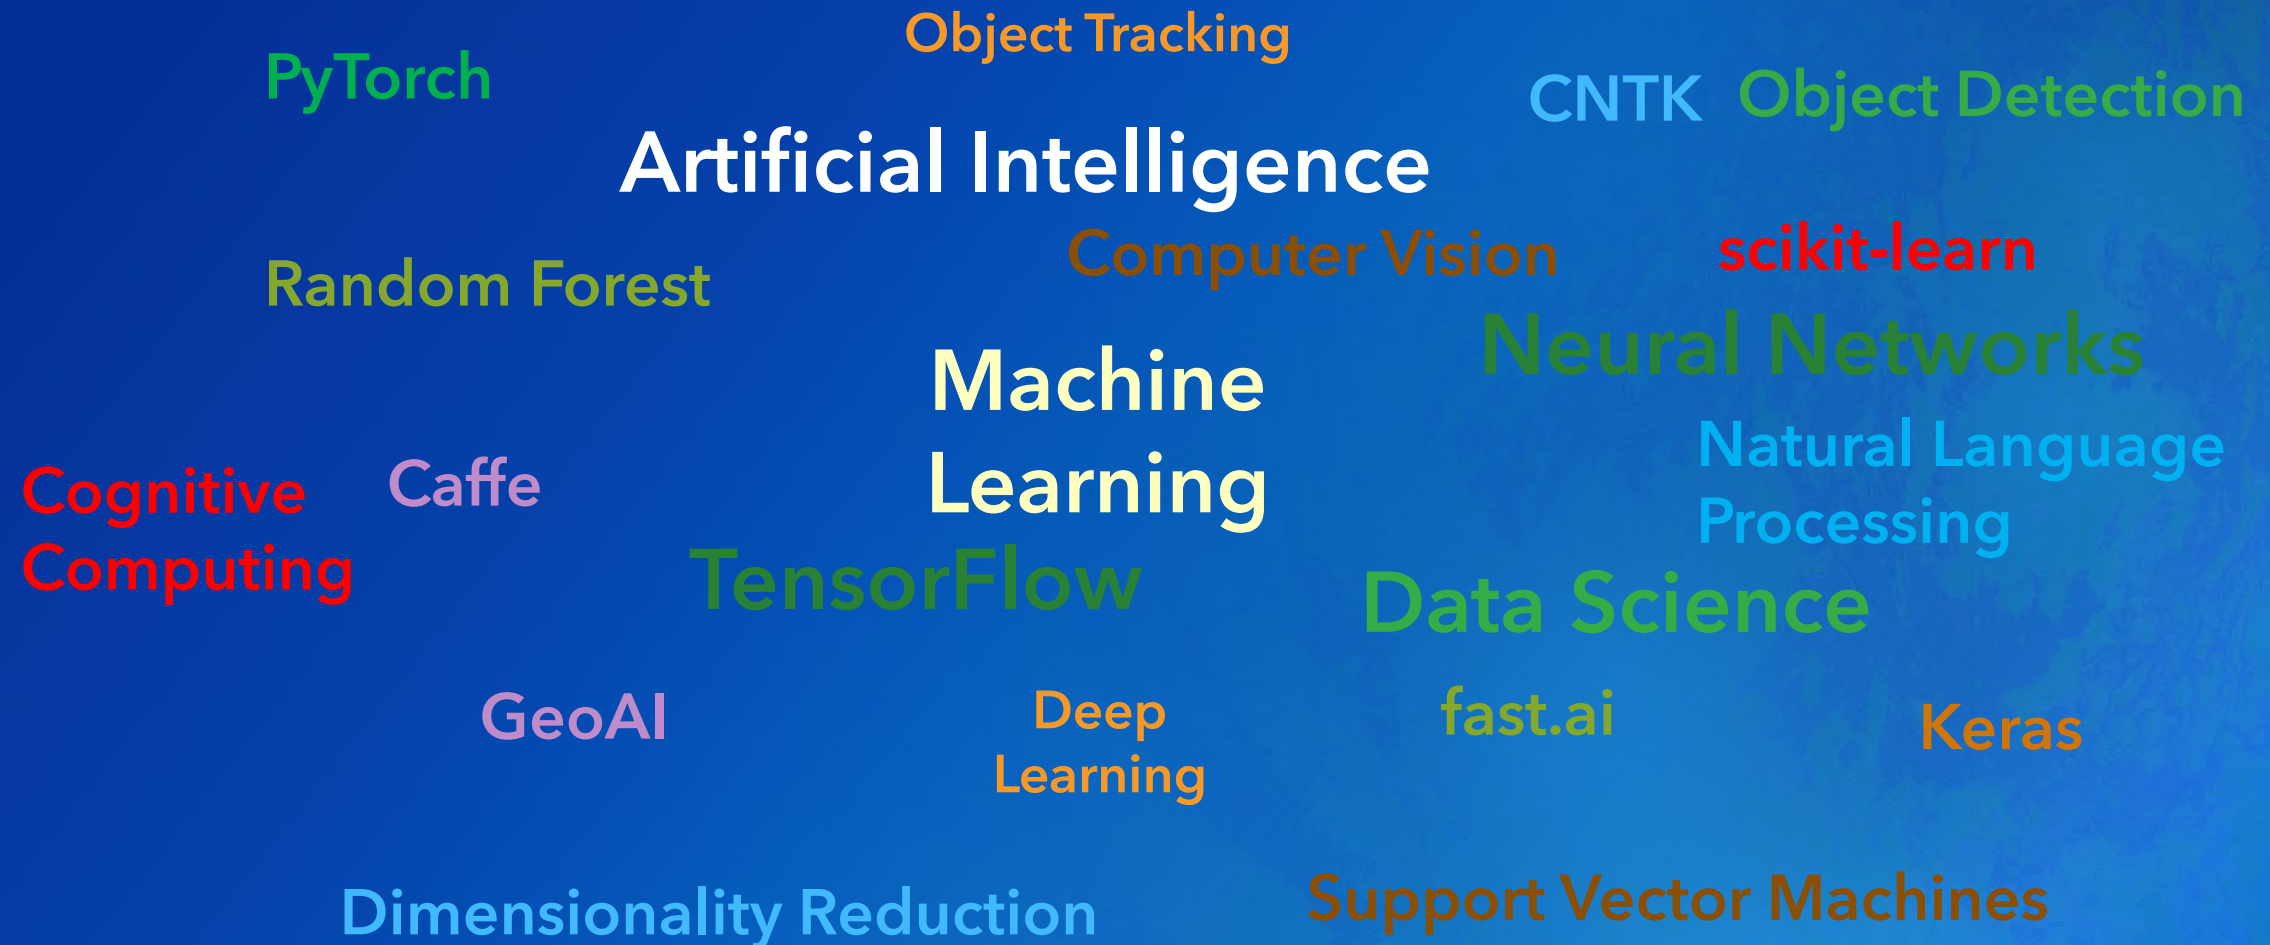 Object Tracking
PyTorch
CNTK
Object Detection
Artificial Intelligence
Computer Vision
scikit-learn
Random Forest
Neural Networks
Machine
Learning
Natural Language
Processing
Cognitive
Computing
Caffe
TensorFlow
Data Science
GeoAI
Deep
Learning
fast.ai
Keras
Dimensionality Reduction
Support Vector Machines